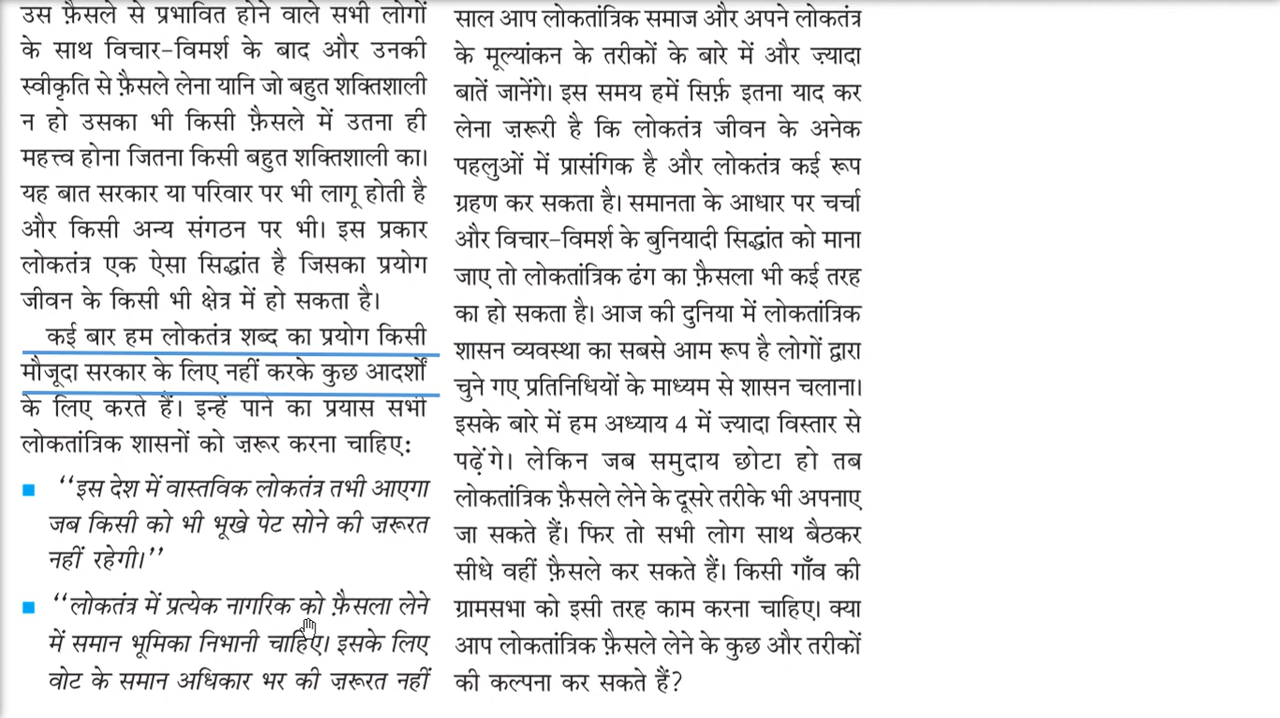 उस फ़ैसले से प्रभावित होने वाले सभी लोगों
के साथ विचार-विमर्श के बाद और उनकी
स्वीकृति से फ़ैसले लेना यानि जो बहुत शक्तिशाली
न हो उसका भी किसी फ़ैसले में उतना ही
महत्त्व होना जितना किसी बहुत शक्तिशाली का।
यह बात सरकार या परिवार पर भी लागू होती है
और किसी अन्य संगठन पर भी। इस प्रकार
लोकतंत्र एक ऐसा सिद्धांत है जिसका प्रयोग
जीवन के किसी भी क्षेत्र में हो सकता है।
कई बार हम लोकतंत्र शब्द का प्रयोग किसी
मौजूदा सरकार के लिए नहीं करके कुछ आदर्शों
के लिए करते हैं। इन्हें पाने का प्रयास सभी
लोकतांत्रिक शासनों को ज़रूर करना चाहिए:
■ ‘‘इस देश में वास्तविक लोकतंत्र तभी आएगा
जब किसी को भी भूखे पेट सोने की ज़रूरत
नहीं रहेगी।’’
■ ‘‘लोकतंत्र में प्रत्येक नागरिक को फ़ैसला लेने
में समान भूमिका निभानी चाहिए। इसके लिए
वोट के समान अधिकार भर की ज़रूरत नहीं
साल आप लोकतांत्रिक समाज और अपने लोकतंत्र
के मूल्यांकन के तरीकों के बारे में और ज़्यादा
बातें जानेंगे। इस समय हमें सिर्फ़ इतना याद कर
लेना ज़रूरी है कि लोकतंत्र जीवन के अनेक
पहलुओं में प्रासंगिक है और लोकतंत्र कई रूप
ग्रहण कर सकता है। समानता के आधार पर चर्चा
और विचार-विमर्श के बुनियादी सिद्धांत को माना
जाए तो लोकतांत्रिक ढंग का फ़ैसला भी कई तरह
का हो सकता है। आज की दुनिया में लोकतांत्रिक
शासन व्यवस्था का सबसे आम रूप है लोगों द्वारा
चुने गए प्रतिनिधियों के माध्यम से शासन चलाना।
इसके बारे में हम अध्याय 4 में ज़्यादा विस्तार से
पढ़ेंगे। लेकिन जब समुदाय छोटा हो तब
लोकतांत्रिक फ़ैसले लेने के दूसरे तरीके भी अपनाए
जा सकते हैं। फिर तो सभी लोग साथ बैठकर
सीधे वहीं फ़ैसले कर सकते हैं। किसी गाँव की
ग्रामसभा को इसी तरह काम करना चाहिए। क्या
आप लोकतांत्रिक फ़ैसले लेने के कुछ और तरीकों
की कल्पना कर सकते हैं?